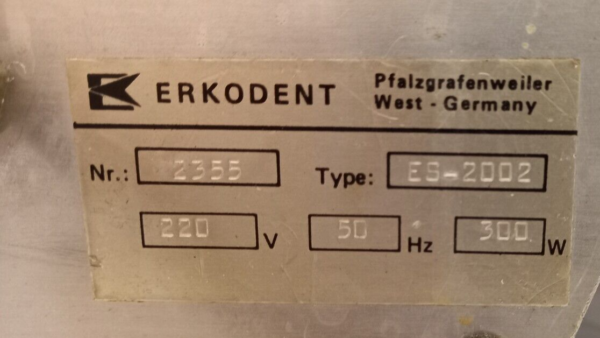 ERKODENT Pfalzgrafenweiler
West - Germany
Nr.: 2355 Type: ES-2002
220 V 50 Hz 300 W